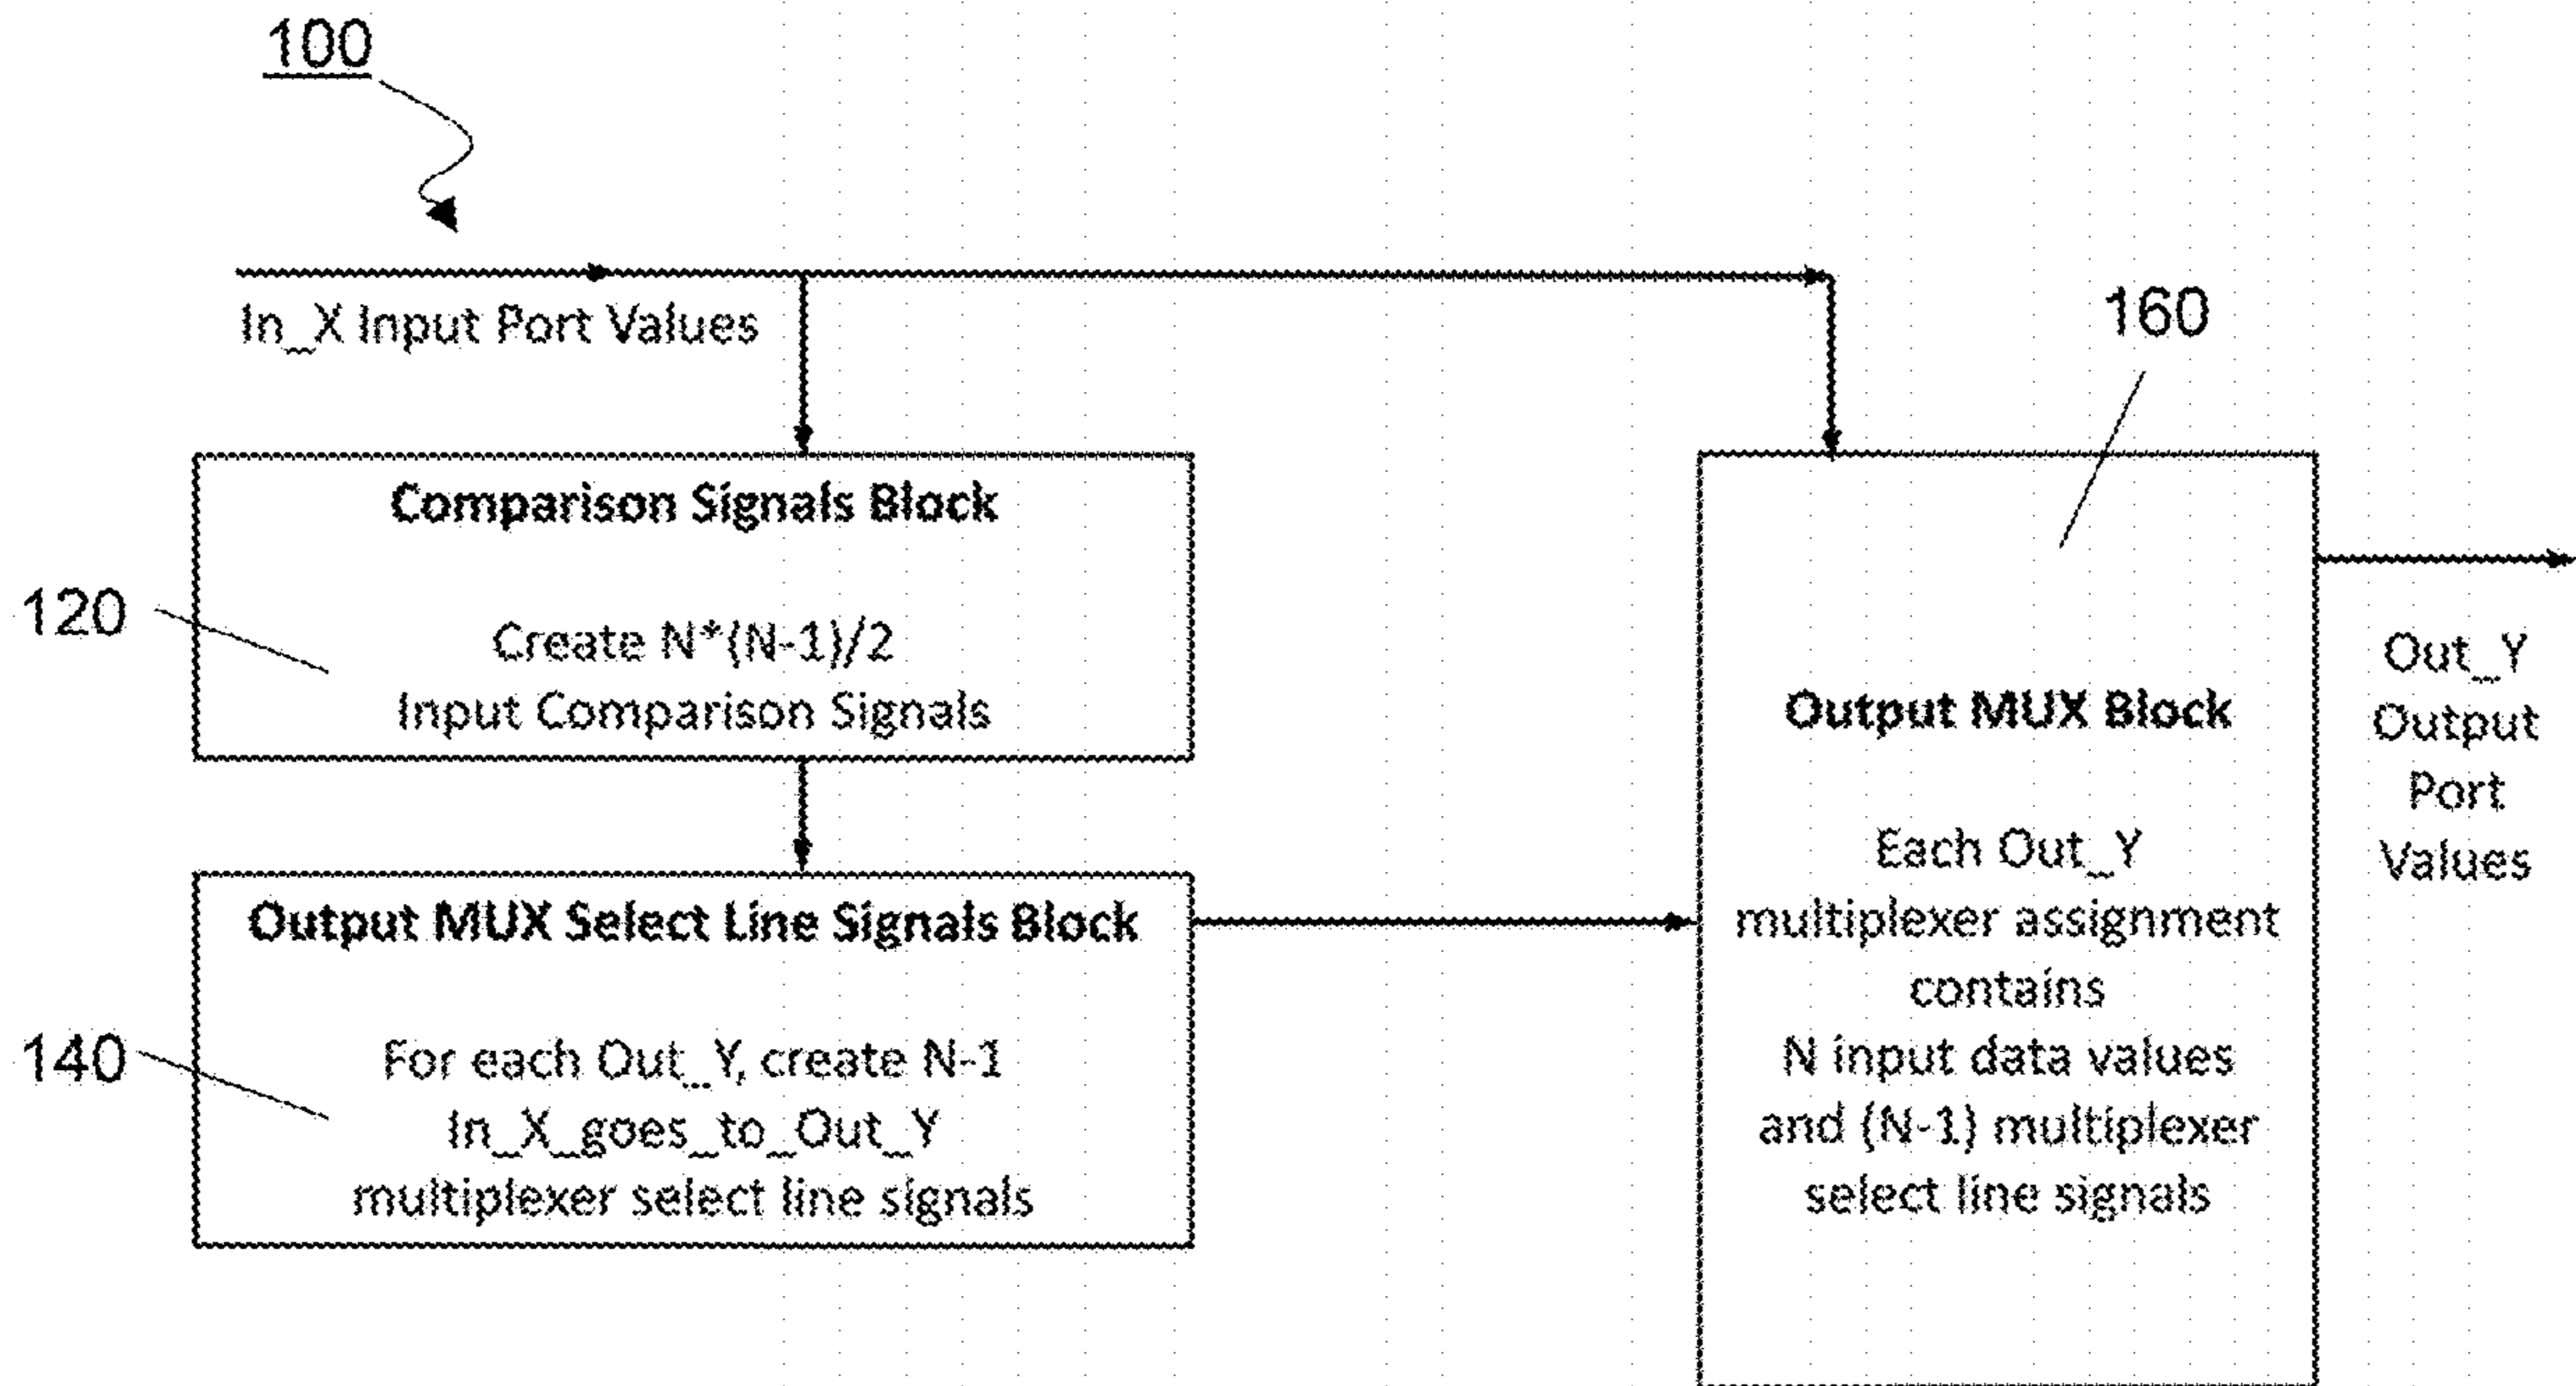 100
In_X Input Port Values
160
Comparison Signals Block
120
Create N*(N-1)/2
Input Comparison Signals
Output MUX Select Line Signals Block
140
For each Out_Y, create N-1
In_X_goes_to_Out_Y
multiplexer select line signals
Output MUX Block
Each Out_Y
multiplexer assignment
contains
N input data values
and (N-1) multiplexer
select line signals
Out_Y
Output
Port
Values